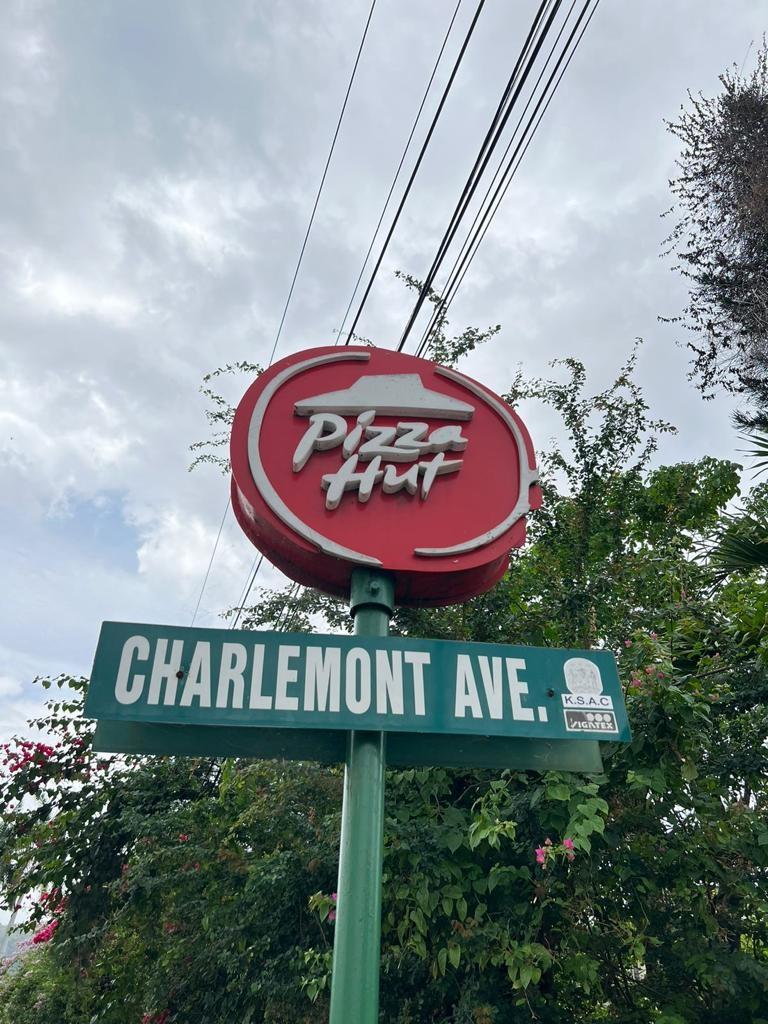 Pizza
Hut
CHARLEMONT AVE.
K.S.A.C
SIGNTEX